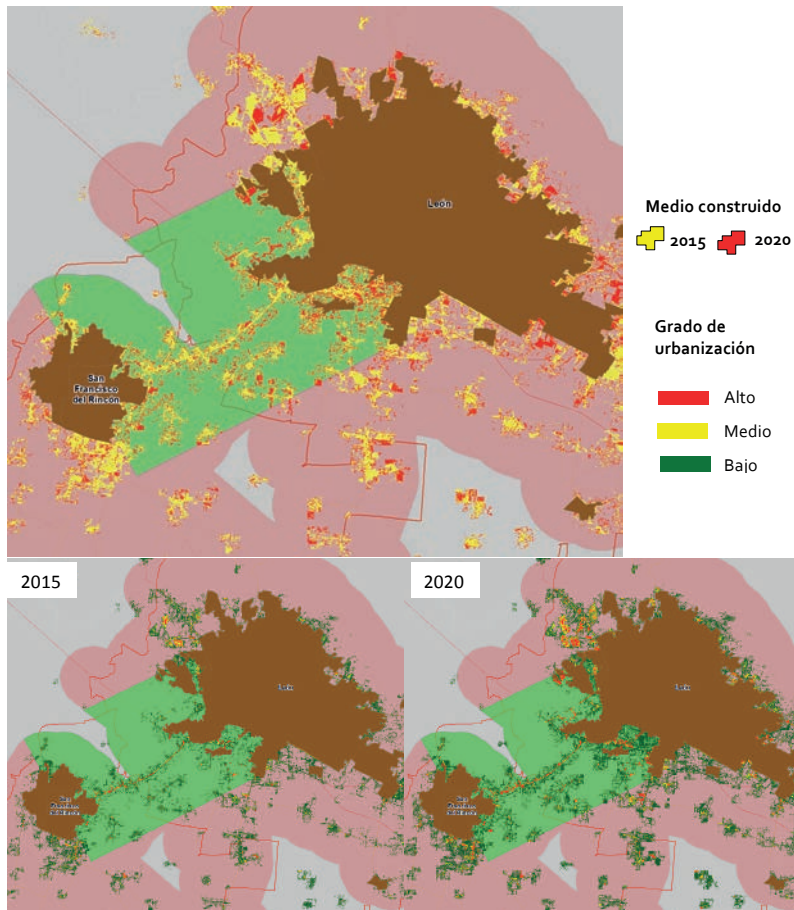 León
San
Francisco
del Rincón
Medio construido
2015
2020
Grado de
urbanización
Alto
Medio
Bajo
2015
2020